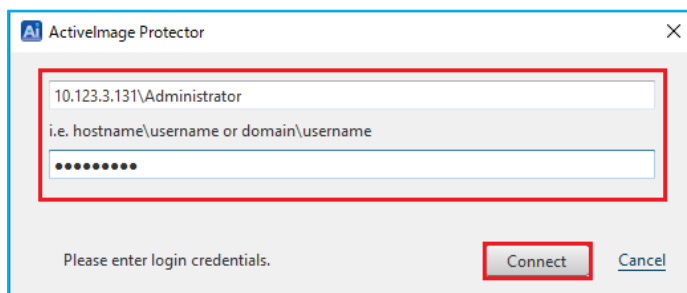 Ai ActiveImage Protector
10.123.3.131\Administrator
i.e. hostname\username or domain\username
●●●●●●●●●
Please enter login credentials.
Connect
Cancel